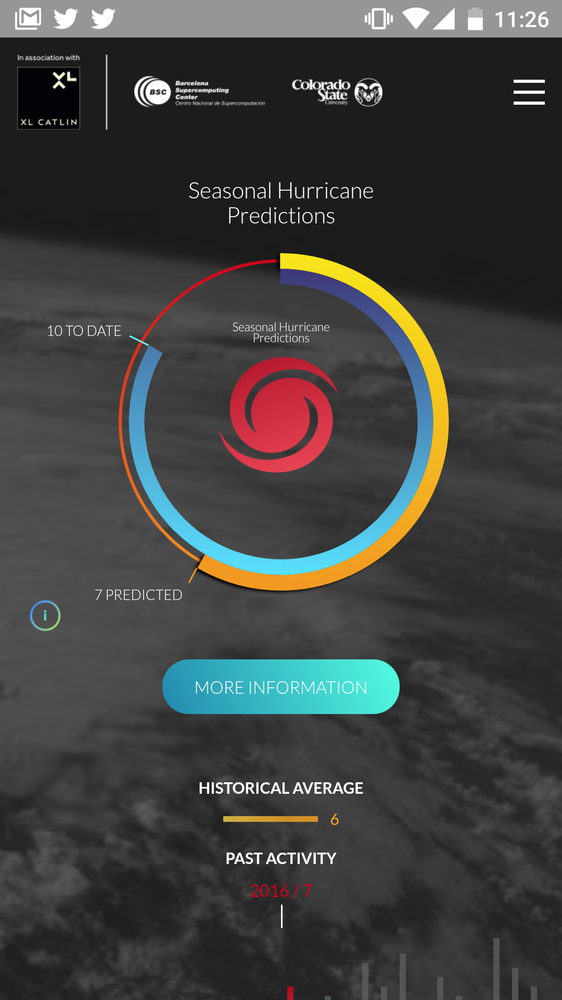 11:26
In association with
XL
XL CATLIN
BSC
Barcelona
Supercomputing
Center
Centro Nacional de Supercomputación
Colorado
State
University
Seasonal Hurricane
Predictions
10 TO DATE
Seasonal Hurricane
Predictions
7 PREDICTED
i
MORE INFORMATION
HISTORICAL AVERAGE
6
PAST ACTIVITY
2016 / 7